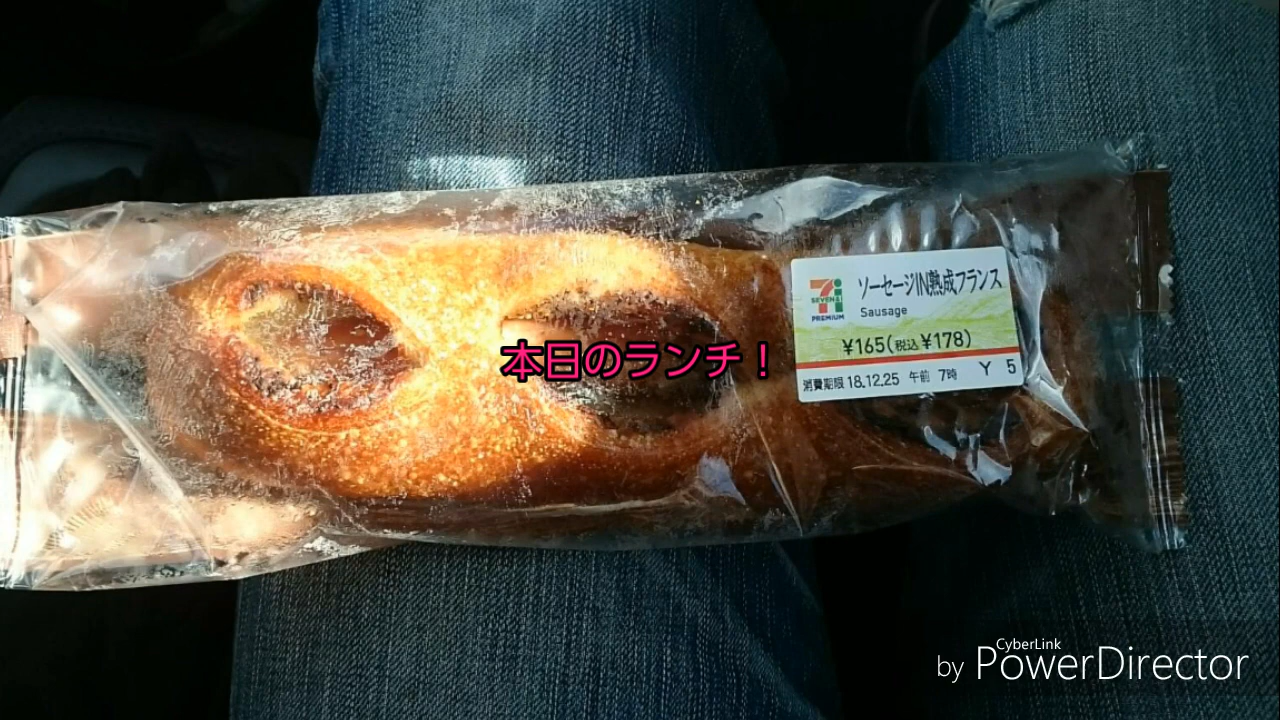 本日のランチ！
SEVEN&i
PREMIUM
ソーセージIN熟成フランス
Sausage
¥165(税込¥178)
消費期限 18.12.25 午前 7時 Y 5
CyberLink
by PowerDirector